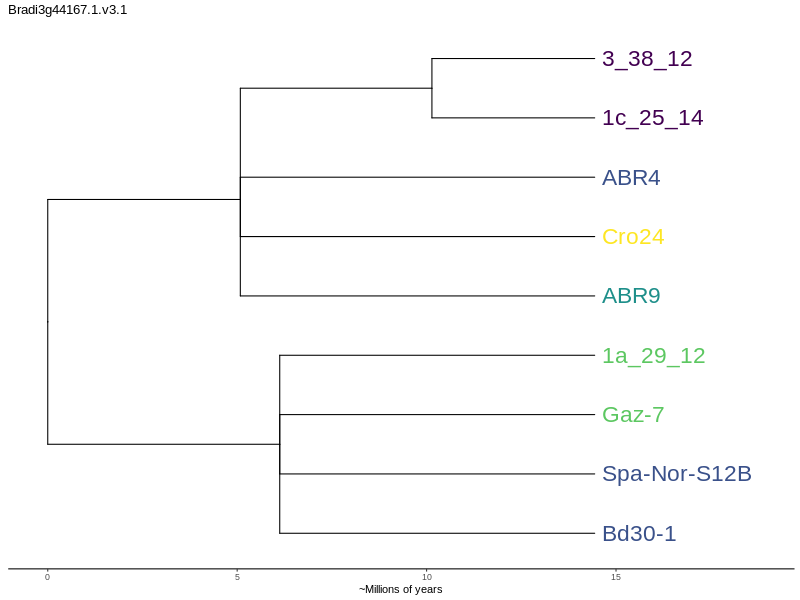 Bradi3g44167.1.v3.1
3_38_12
1c_25_14
ABR4
Cro24
ABR9
1a_29_12
Gaz-7
Spa-Nor-S12B
Bd30-1
0 5 10 15
~Millions of years